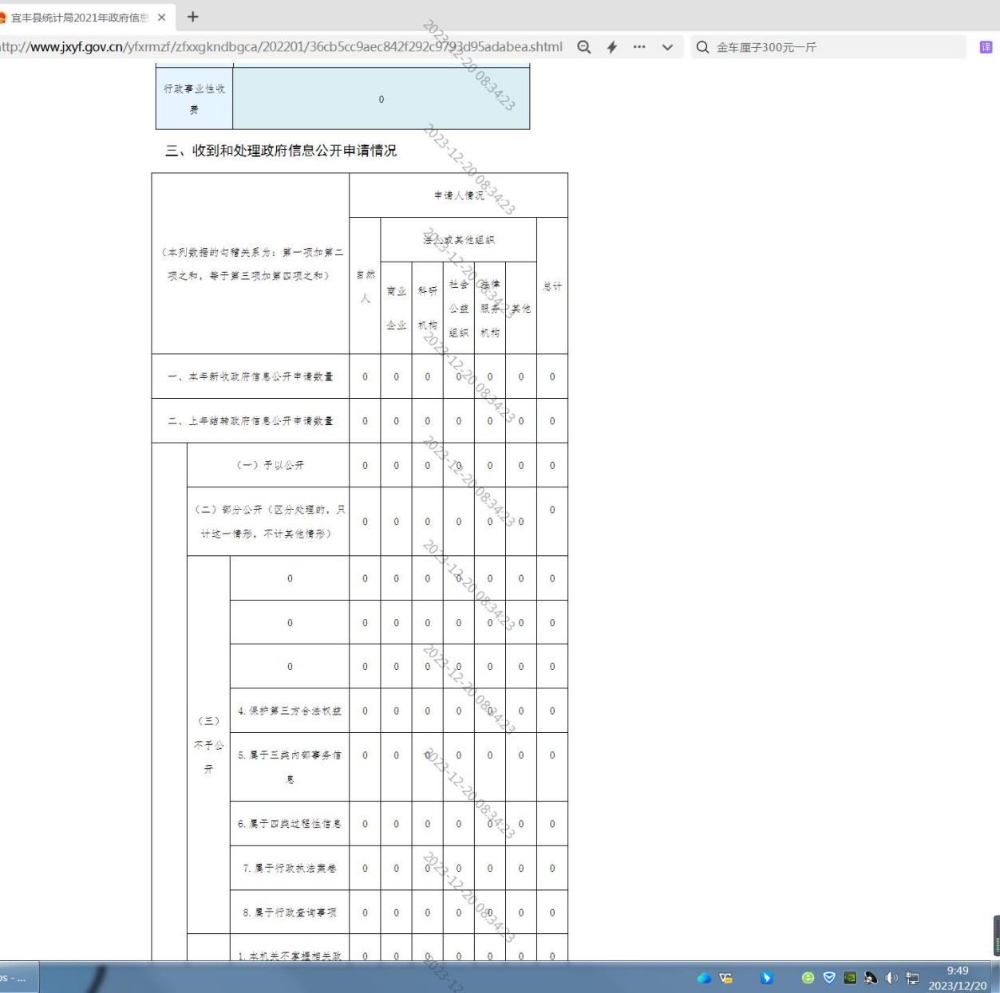 宜丰县统计局2021年政府信息
ttp://www.jxyf.gov.cn/yfxrmzf/zfxxgkndbgca/202201/36cb5cc9aec842f292c9793d95adabea.shtml
金车厘子300元一斤
译
行政事业性收
费
0
三、收到和处理政府信息公开申请情况
（本列数据的勾稽关系为：第一项加第二
项之和，等于第三项加第四项之和）
申请人情况
自然
人
法人或其他组织
总计
商业
企业
科研
机构
社会
公益
组织
法律
服务
机构
其他
一、本年新收政府信息公开申请数量 0 0 0 0 0 0 0
二、上年结转政府信息公开申请数量 0 0 0 0 0 0 0
（一）予以公开 0 0 0 0 0 0 0
（二）部分公开（区分处理的，只
计这一情形，不计其他情形） 0 0 0 0 0 0 0
（三）
不予公
开
0 0 0 0 0 0 0 0
0 0 0 0 0 0 0 0
0 0 0 0 0 0 0 0
4.保护第三方合法权益 0 0 0 0 0 0 0
5.属于三类内部事务信
息 0 0 0 0 0 0 0
6.属于四类过程性信息 0 0 0 0 0 0 0
7.属于行政执法案卷 0 0 0 0 0 0 0
8.属于行政查询事项 0 0 0 0 0 0 0
1.本机关不掌握相关政 0 0 0 0 0 0 0
2023-12-20 08:34:23
2023-12-20 08:34:23
2023-12-20 08:34:23
2023-12-20 08:34:23
2023-12-20 08:34:23
2023-12-20 08:34:23
2023-12-20 08:34:23
2023-12-20 08:34:23
2023-12-20 08:34:23
2023-12
os - ...
9:49
2023/12/20